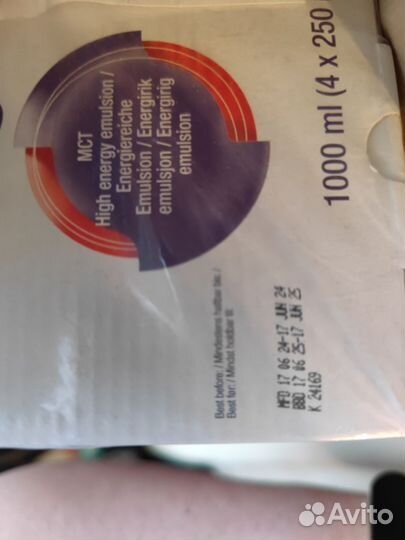 MCT
High energy emulsion /
Energiereiche
Emulsion / Energirik
emulsjon / Energirig
emulsion
1000 ml (4 x 250
Best before: / Mindestens haltbar bis: /
Best før: / Mindst holdbar til:
MFD 17 06 24-17 JUN 24
BBD 17 06 25-17 JUN 25
K 24169
Avito